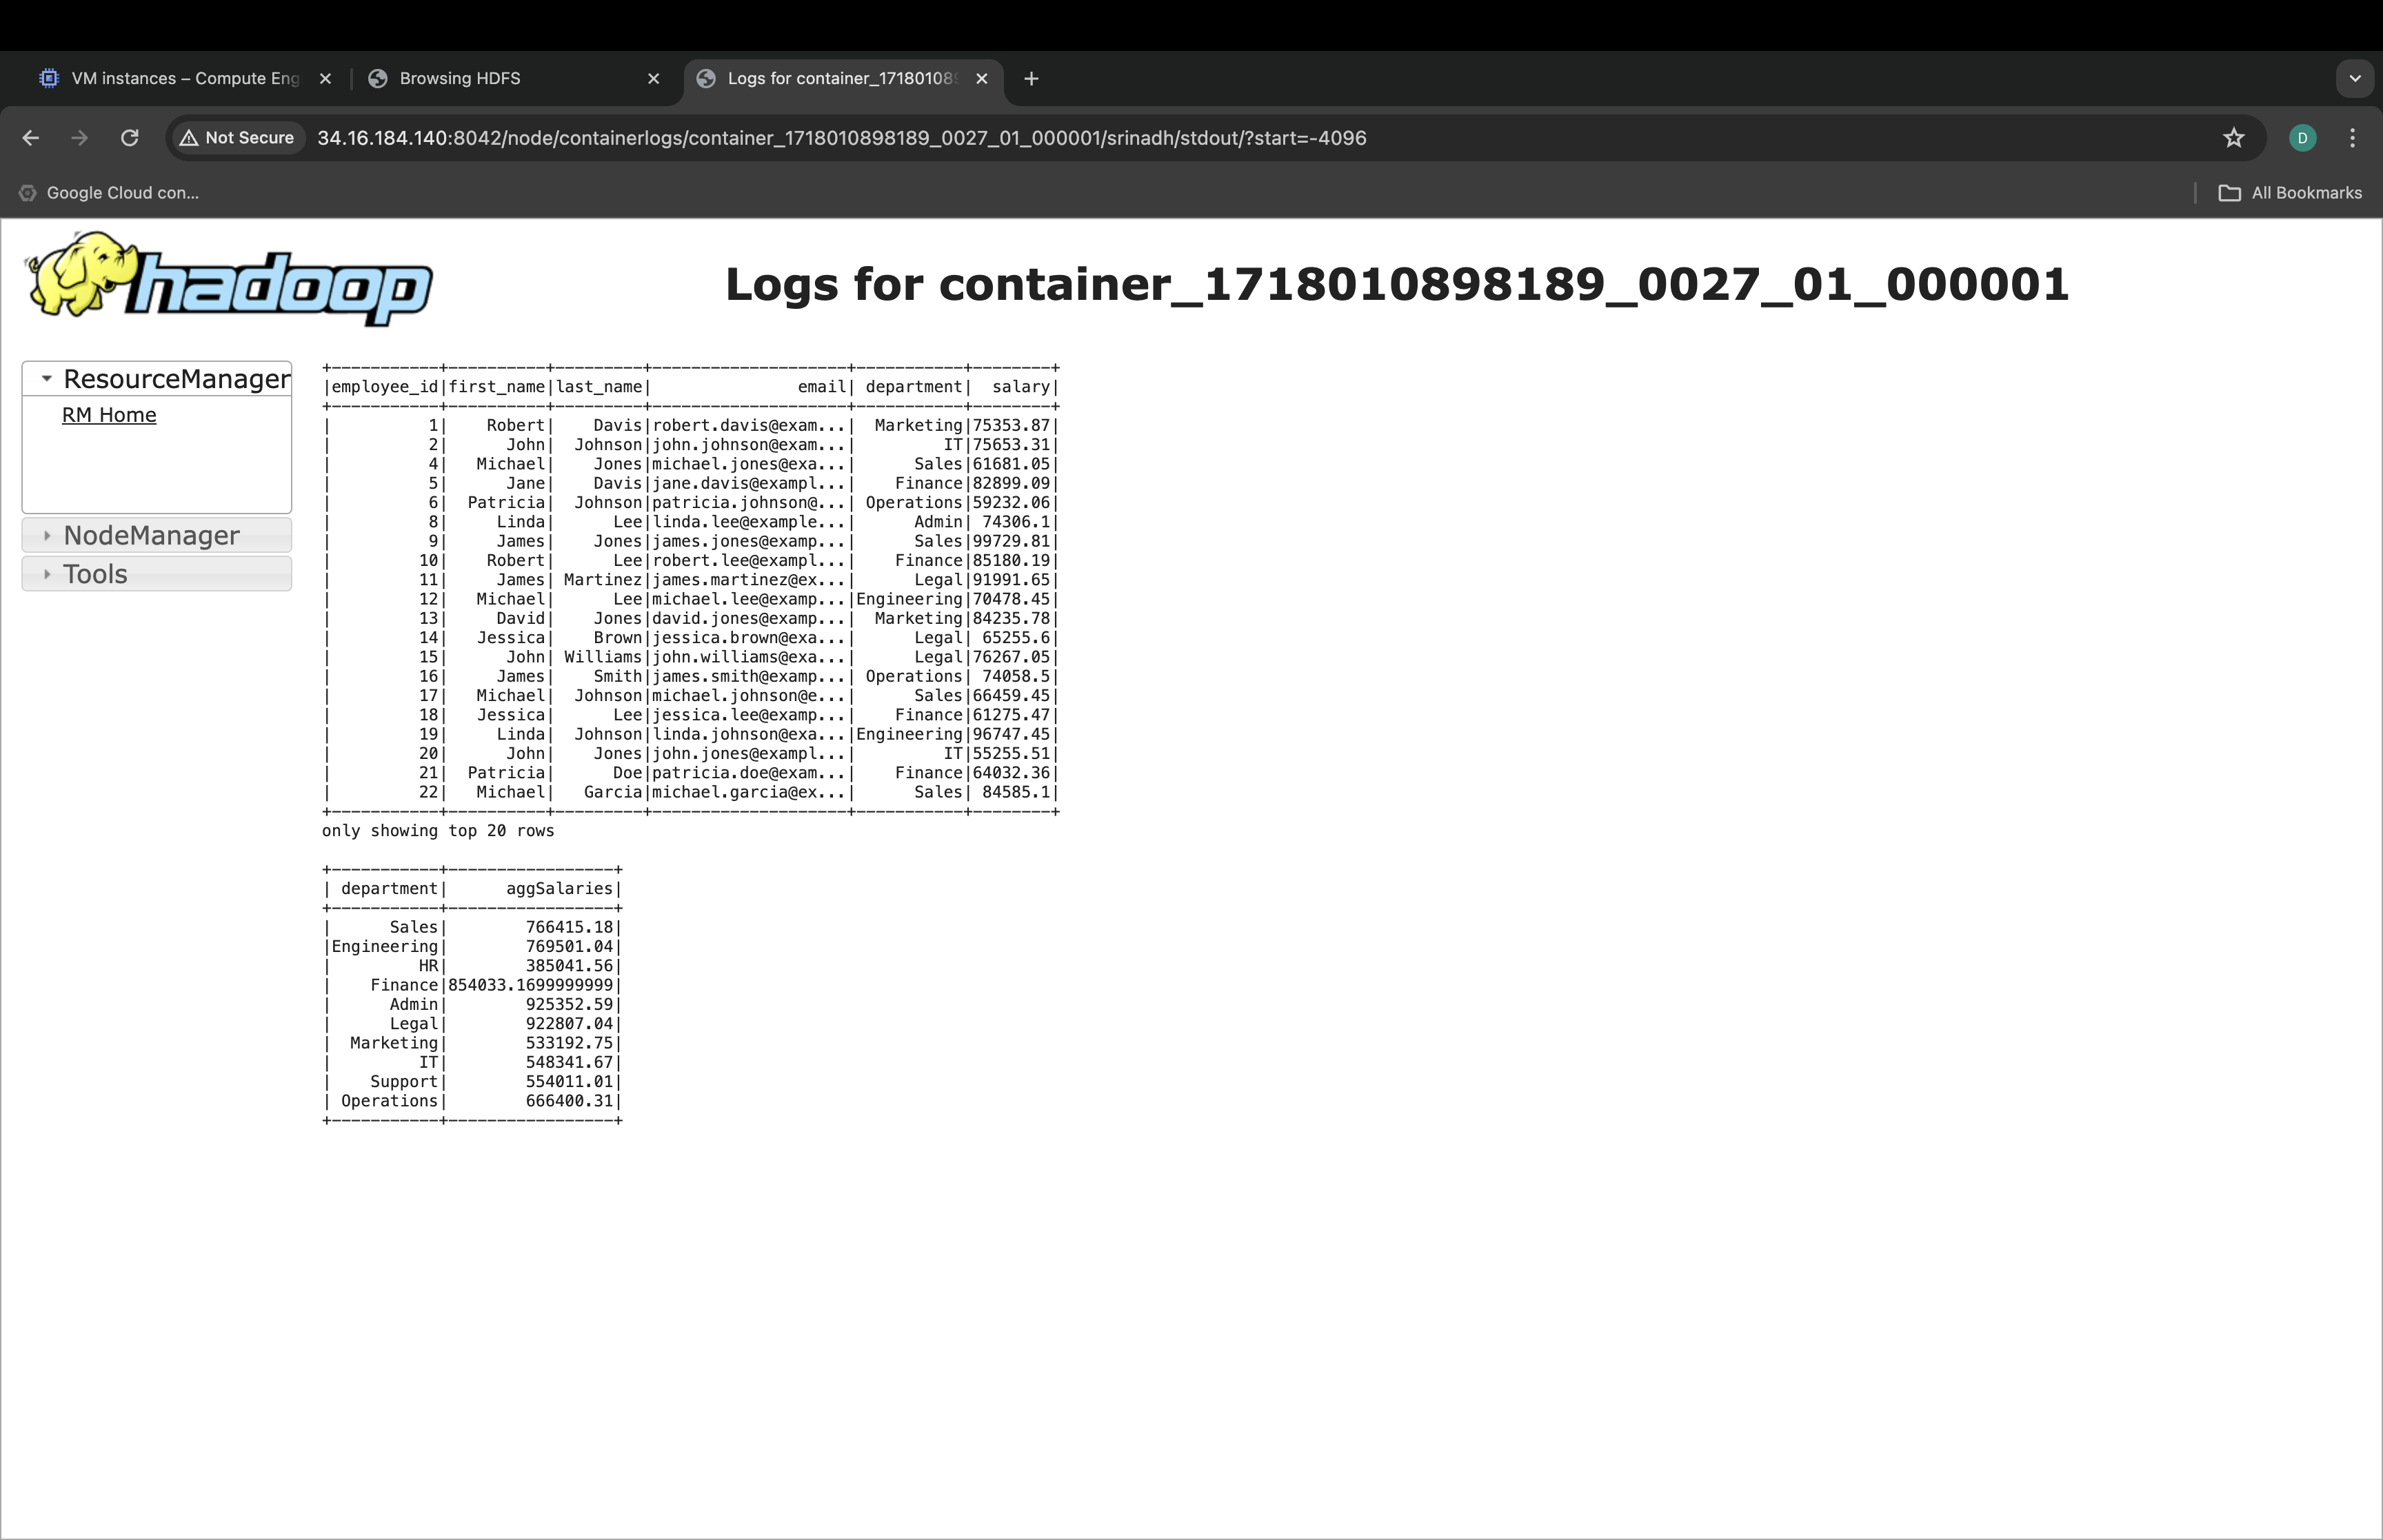 VM instances – Compute Eng
Browsing HDFS
Logs for container_171801089
Not Secure 34.16.184.140:8042/node/containerlogs/container_1718010898189_0027_01_000001/srinadh/stdout/?start=-4096
D
Google Cloud con...
All Bookmarks
hadoop
Logs for container_1718010898189_0027_01_000001
ResourceManager
RM Home
NodeManager
Tools
+-----------+----------+---------+--------------------+-----------+--------+
|employee_id|first_name|last_name|               email| department|  salary|
+-----------+----------+---------+--------------------+-----------+--------+
|          1|    Robert|    Davis|robert.davis@exam...|  Marketing|75353.87|
|          2|      John|  Johnson|john.johnson@exam...|         IT|75653.31|
|          4|   Michael|    Jones|michael.jones@exa...|      Sales|61681.05|
|          5|      Jane|    Davis|jane.davis@exampl...|    Finance|82899.09|
|          6|  Patricia|  Johnson|patricia.johnson@...| Operations|59232.06|
|          8|     Linda|      Lee|linda.lee@example...|      Admin| 74306.1|
|          9|     James|    Jones|james.jones@examp...|      Sales|99729.81|
|         10|    Robert|      Lee|robert.lee@exampl...|    Finance|85180.19|
|         11|     James| Martinez|james.martinez@ex...|      Legal|91991.65|
|         12|   Michael|      Lee|michael.lee@examp...|Engineering|70478.45|
|         13|     David|    Jones|david.jones@examp...|  Marketing|84235.78|
|         14|   Jessica|    Brown|jessica.brown@exa...|      Legal| 65255.6|
|         15|      John| Williams|john.williams@exa...|      Legal|76267.05|
|         16|     James|    Smith|james.smith@examp...| Operations| 74058.5|
|         17|   Michael|  Johnson|michael.johnson@e...|      Sales|66459.45|
|         18|   Jessica|      Lee|jessica.lee@examp...|    Finance|61275.47|
|         19|     Linda|  Johnson|linda.johnson@exa...|Engineering|96747.45|
|         20|      John|    Jones|john.jones@exampl...|         IT|55255.51|
|         21|  Patricia|      Doe|patricia.doe@exam...|    Finance|64032.36|
|         22|   Michael|   Garcia|michael.garcia@ex...|      Sales| 84585.1|
+-----------+----------+---------+--------------------+-----------+--------+
only showing top 20 rows
+-----------+-----------------+
| department|      aggSalaries|
+-----------+-----------------+
|      Sales|        766415.18|
|Engineering|        769501.04|
|         HR|        385041.56|
|    Finance|854033.1699999999|
|      Admin|        925352.59|
|      Legal|        922807.04|
|  Marketing|        533192.75|
|         IT|        548341.67|
|    Support|        554011.01|
| Operations|        666400.31|
+-----------+-----------------+